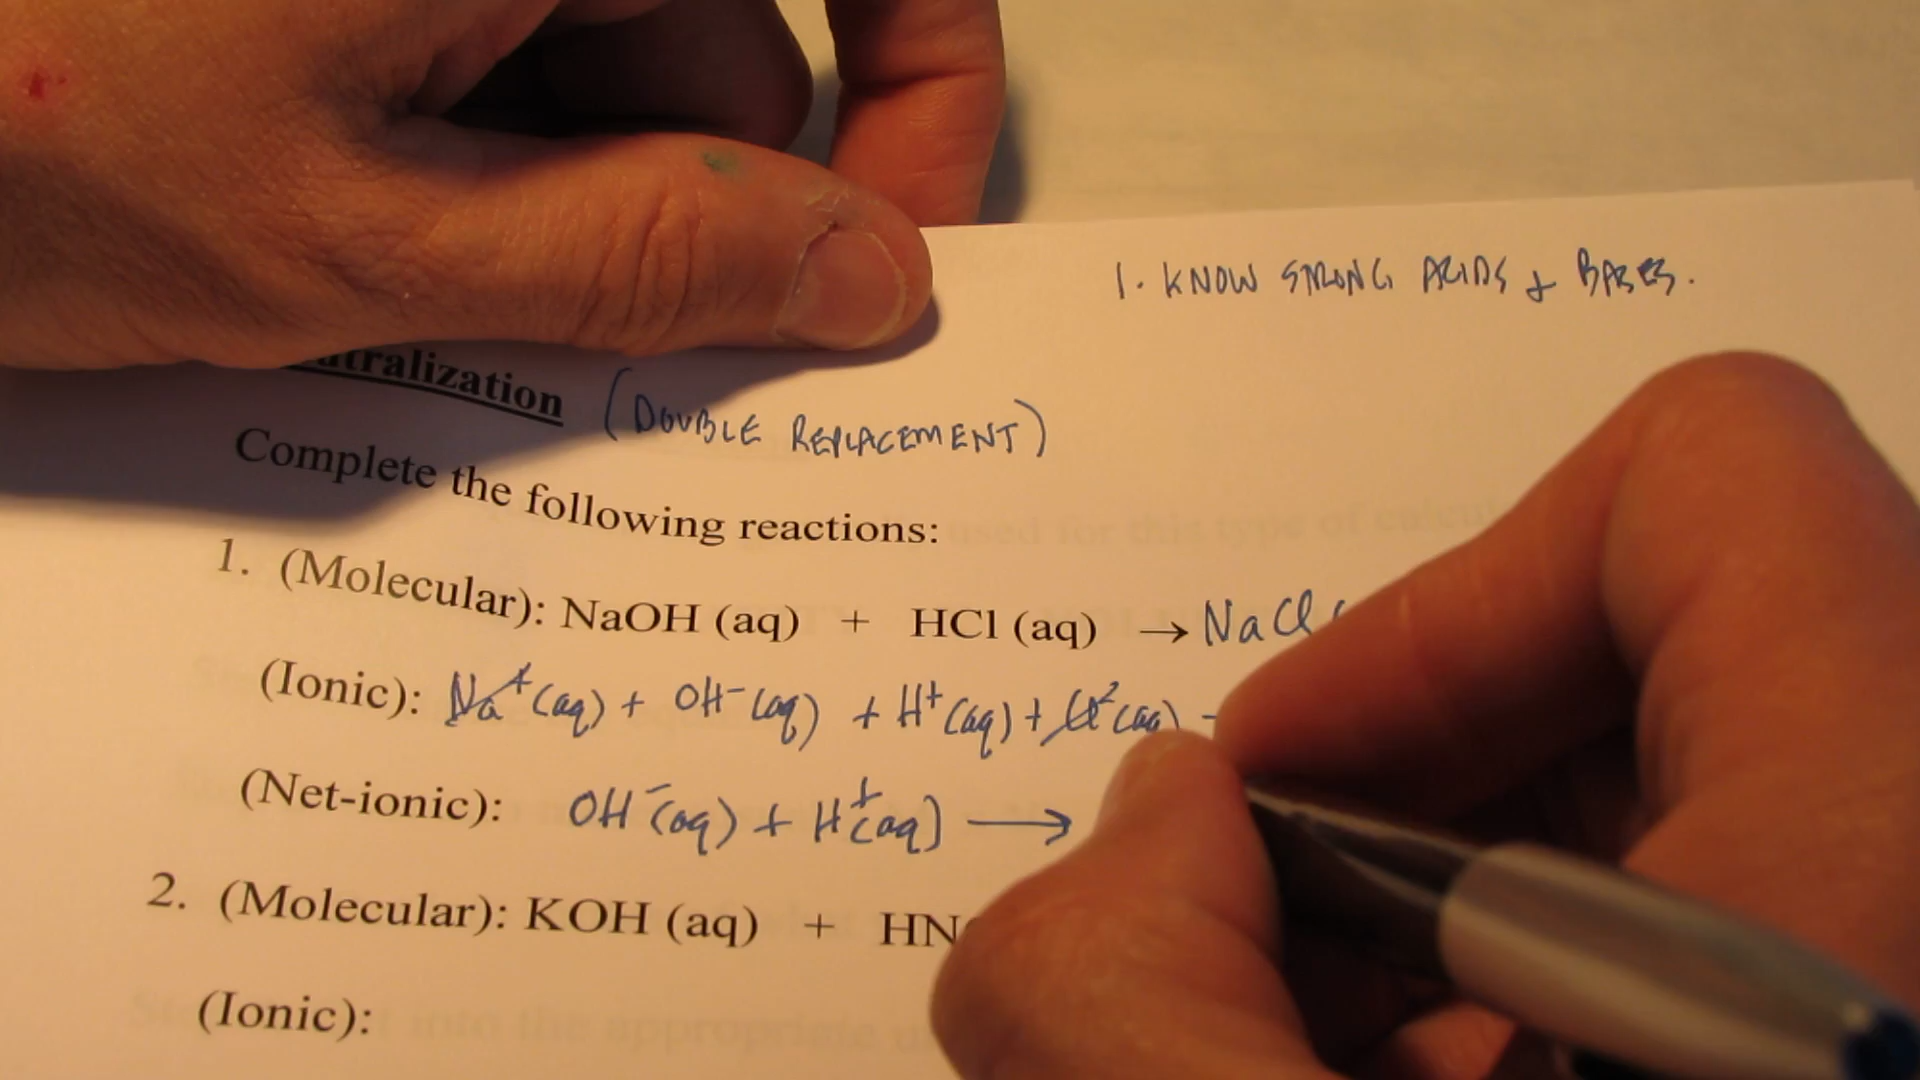 1. KNOW STRONG ACIDS + BASES.
utralization (DOUBLE REPLACEMENT)
Complete the following reactions:
1. (Molecular): NaOH (aq) + HCl (aq) → NaCl (
(Ionic): Na⁺(aq) + OH⁻(aq) + H⁺(aq) + Cl⁻(aq) -
(Net-ionic): OH⁻(aq) + H⁺(aq) ⟶
2. (Molecular): KOH (aq) + HN
(Ionic):